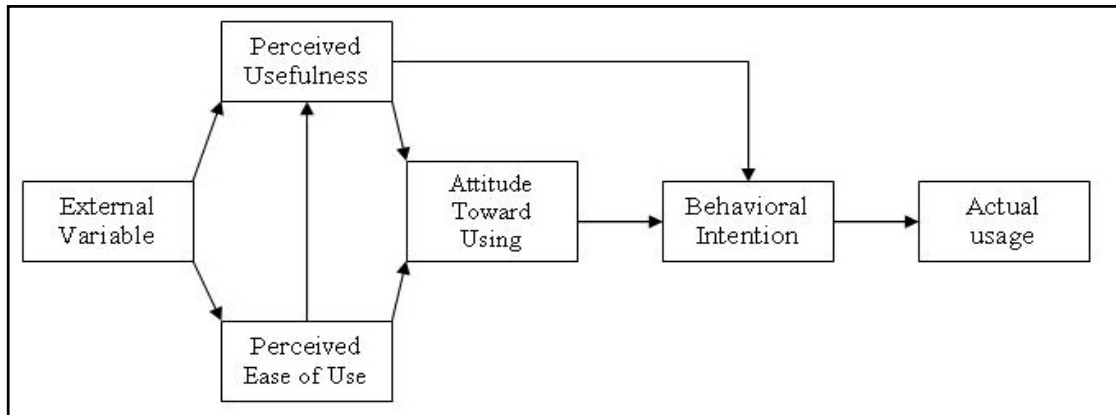 Perceived
Usefulness
External
Variable
Attitude
Toward
Using
Behavioral
Intention
Actual
usage
Perceived
Ease of Use